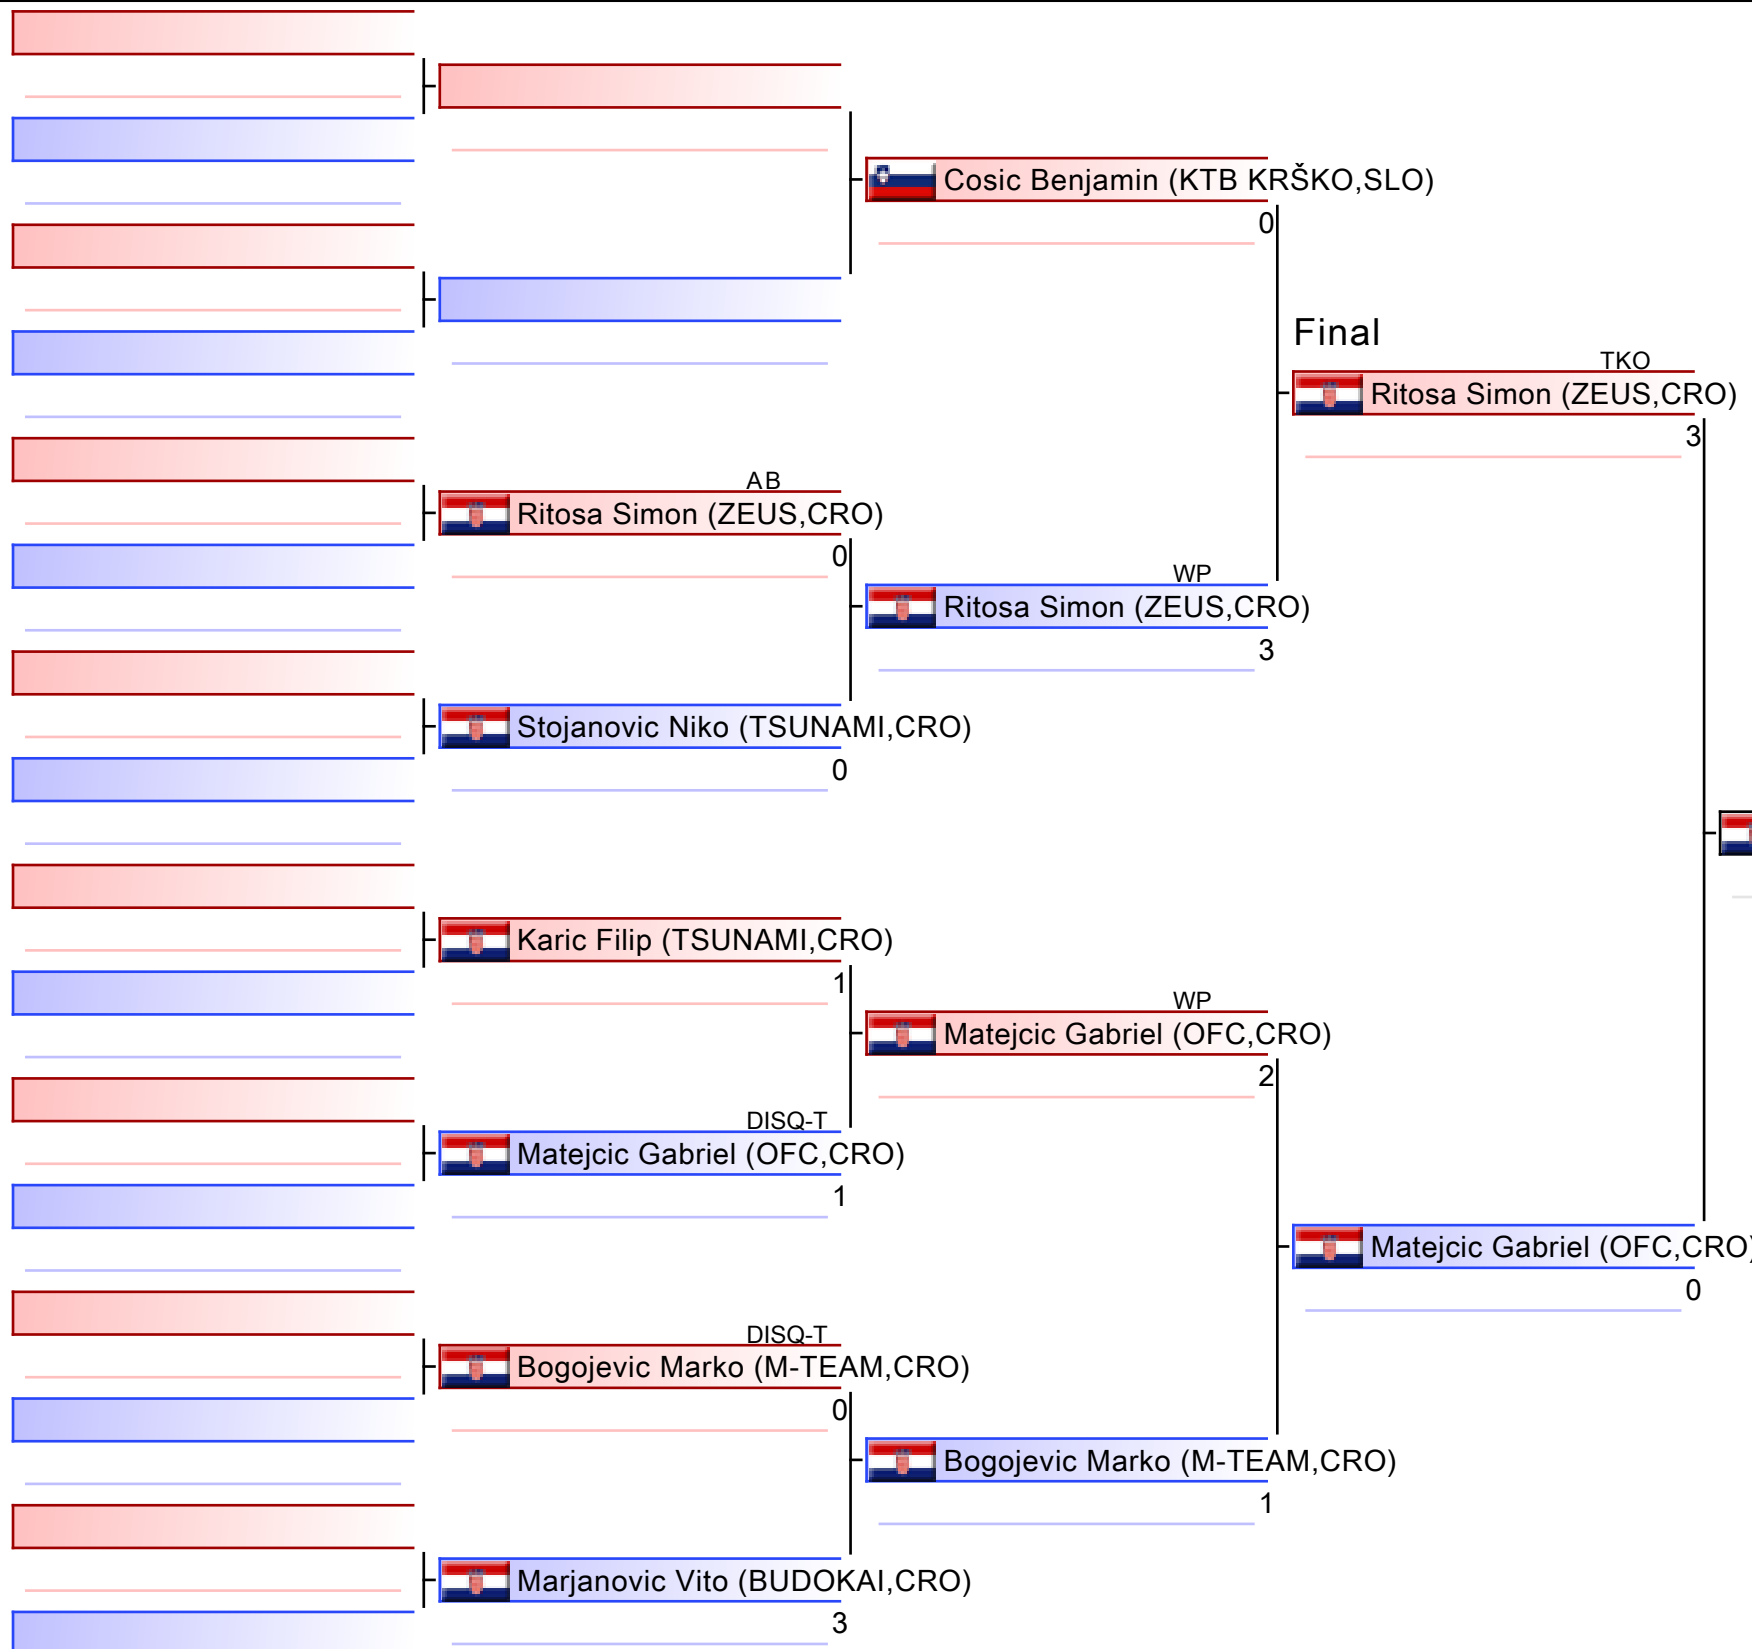 Cosic Benjamin (KTB KRŠKO,SLO)
0
Final
TKO
Ritosa Simon (ZEUS,CRO)
3
AB
Ritosa Simon (ZEUS,CRO)
0
WP
Ritosa Simon (ZEUS,CRO)
3
Stojanovic Niko (TSUNAMI,CRO)
0
Karic Filip (TSUNAMI,CRO)
1
WP
Matejcic Gabriel (OFC,CRO)
2
DISQ-T
Matejcic Gabriel (OFC,CRO)
1
Matejcic Gabriel (OFC,CRO)
0
DISQ-T
Bogojevic Marko (M-TEAM,CRO)
0
Bogojevic Marko (M-TEAM,CRO)
1
Marjanovic Vito (BUDOKAI,CRO)
3